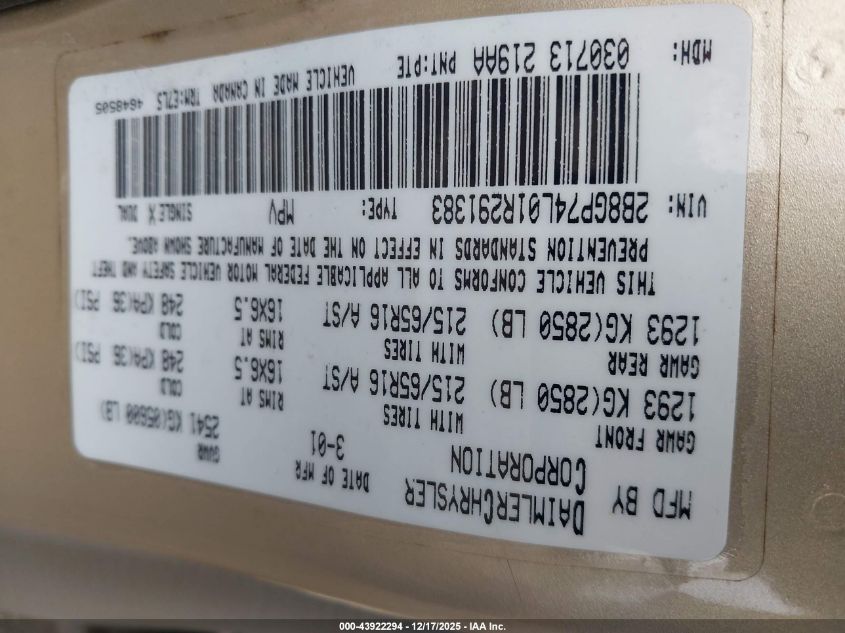 MFD BY DAIMLERCHRYSLER CORPORATION
DATE OF MFR 3-01
GVWR 2541 KG(05600 LB)
GAWR FRONT 1293 KG(2850 LB)
WITH TIRES 215/65R16 A/ST
RIMS AT 16X6.5
COLD 248 KPA(36 PSI)
GAWR REAR 1293 KG(2850 LB)
WITH TIRES 215/65R16 A/ST
RIMS AT 16X6.5
COLD 248 KPA(36 PSI)
THIS VEHICLE CONFORMS TO ALL APPLICABLE FEDERAL MOTOR VEHICLE SAFETY AND THEFT
PREVENTION STANDARDS IN EFFECT ON THE DATE OF MANUFACTURE SHOWN ABOVE.
VIN: 2B8GP74L01R291383 TYPE: MPV SINGLE X DUAL
MDH: 030713 219AA PNT:PTE VEHICLE MADE IN CANADA TRM:E7L5 4648505
000-43922294 - 12/17/2025 - IAA Inc.